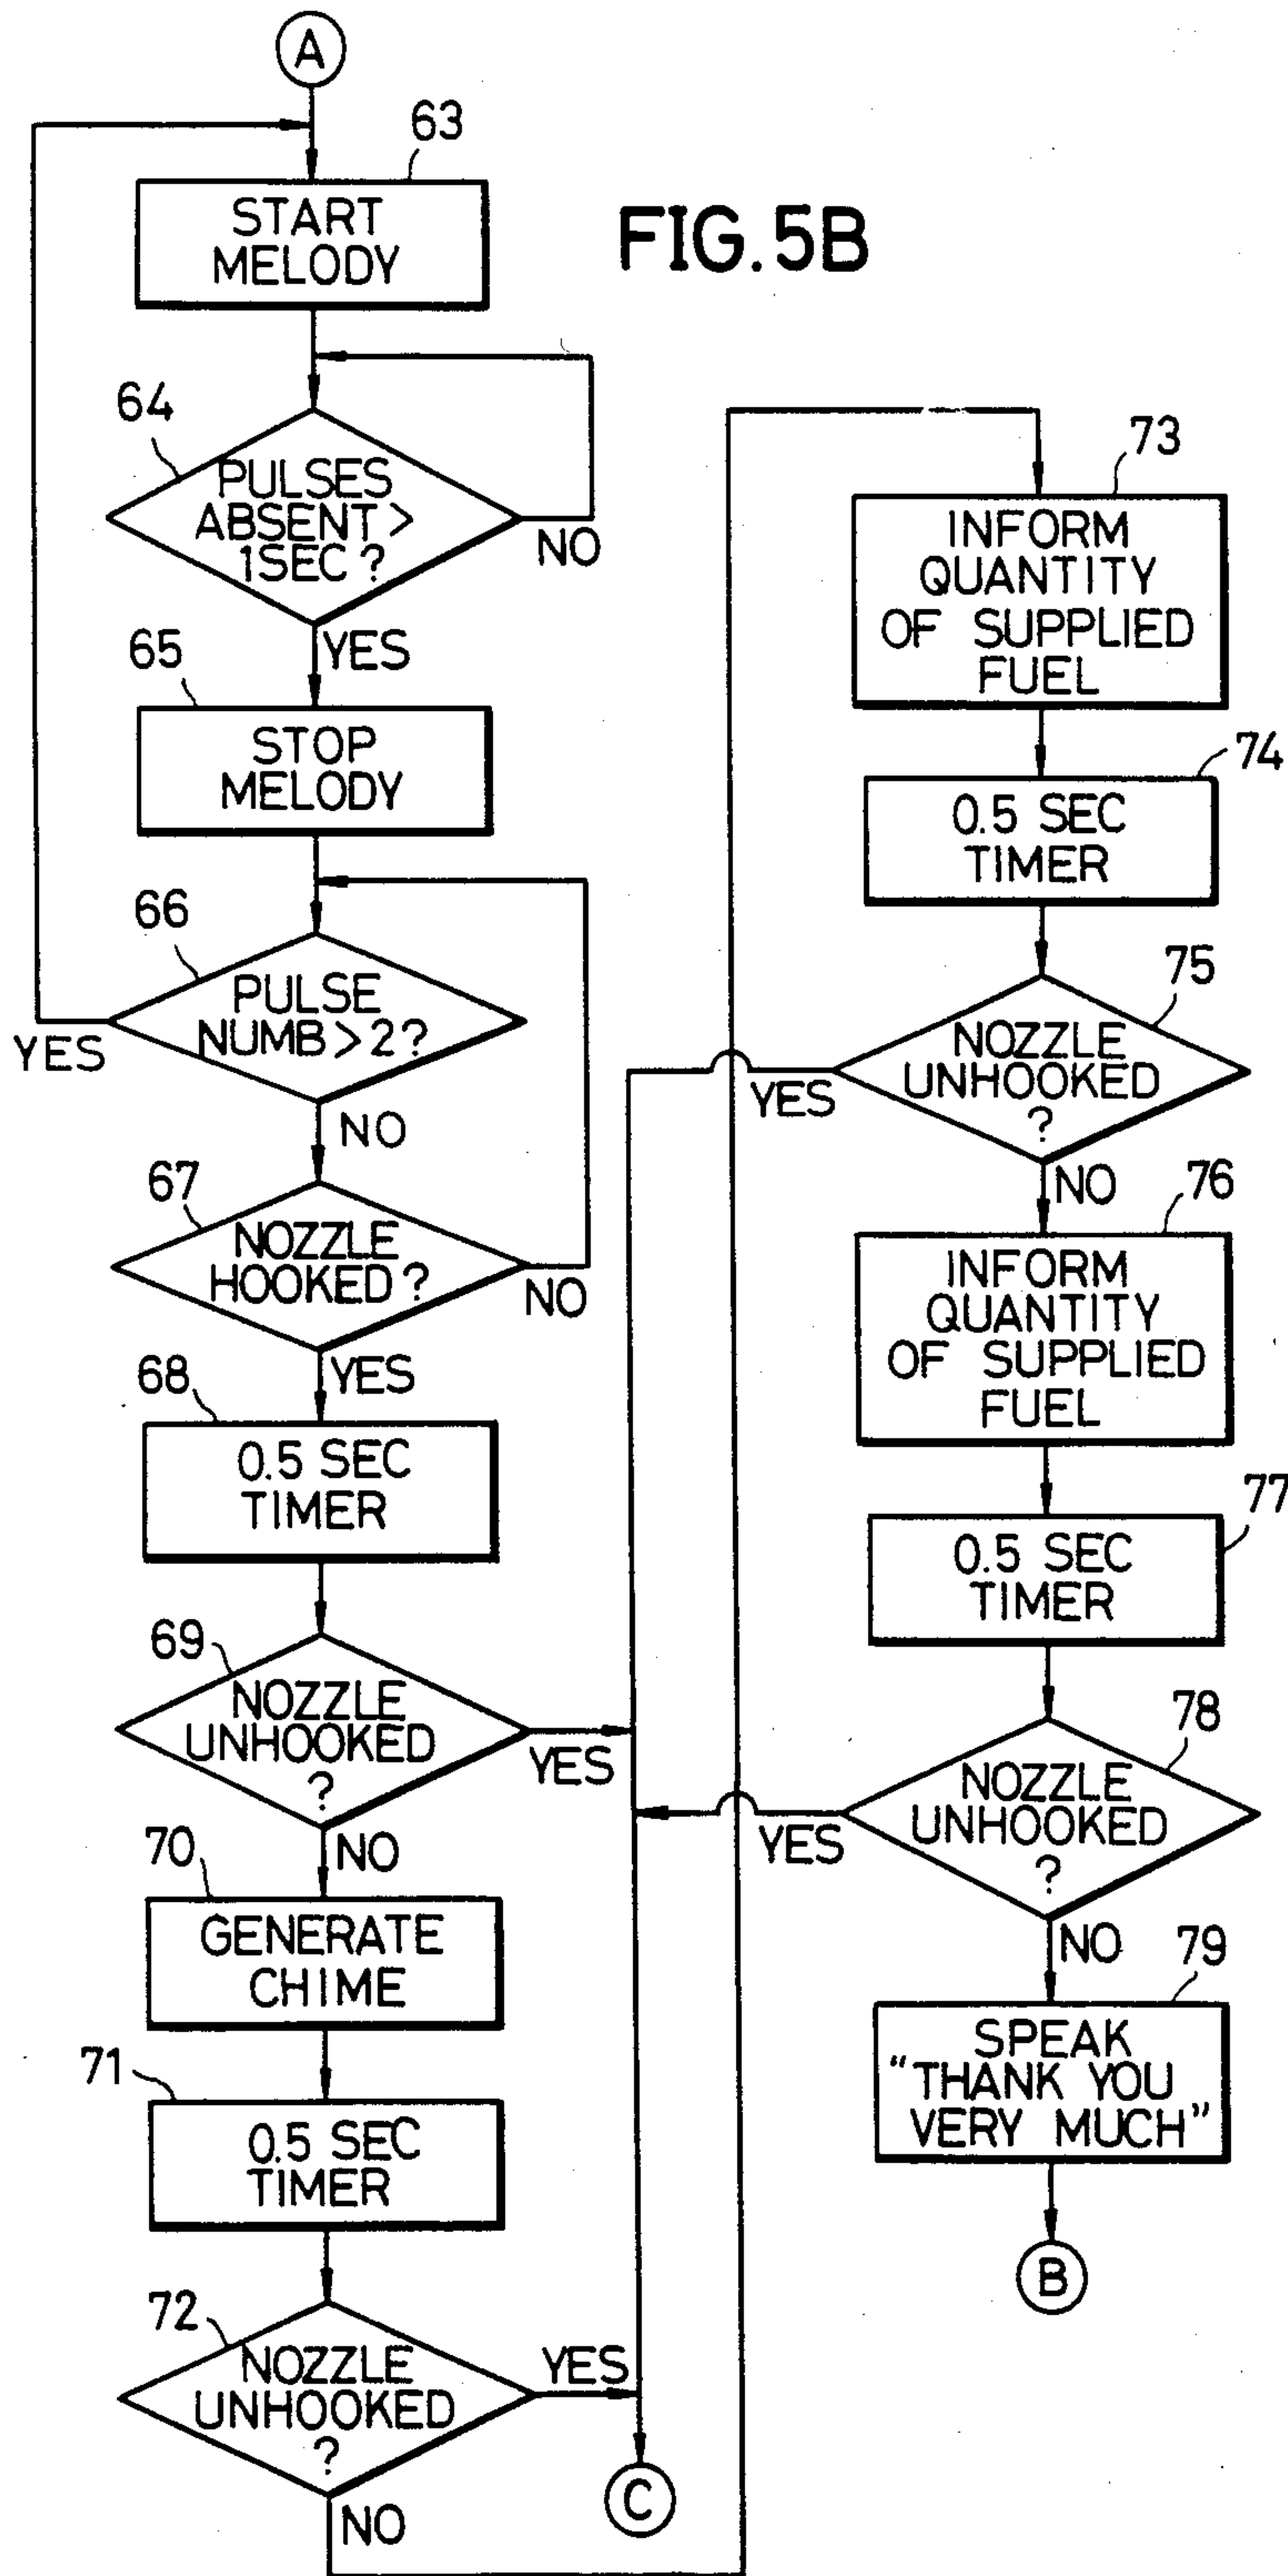 A
63
START
MELODY
FIG. 5B
64
PULSES
ABSENT >
1SEC ?
NO
YES
65
STOP
MELODY
66
PULSE
NUMB > 2 ?
YES
NO
67
NOZZLE
HOOKED ?
NO
YES
68
0.5 SEC
TIMER
69
NOZZLE
UNHOOKED
?
YES
NO
70
GENERATE
CHIME
71
0.5 SEC
TIMER
72
NOZZLE
UNHOOKED
?
YES
NO
C
73
INFORM
QUANTITY
OF SUPPLIED
FUEL
74
0.5 SEC
TIMER
75
NOZZLE
UNHOOKED
?
YES
NO
76
INFORM
QUANTITY
OF SUPPLIED
FUEL
77
0.5 SEC
TIMER
78
NOZZLE
UNHOOKED
?
YES
NO
79
SPEAK
"THANK YOU
VERY MUCH"
B